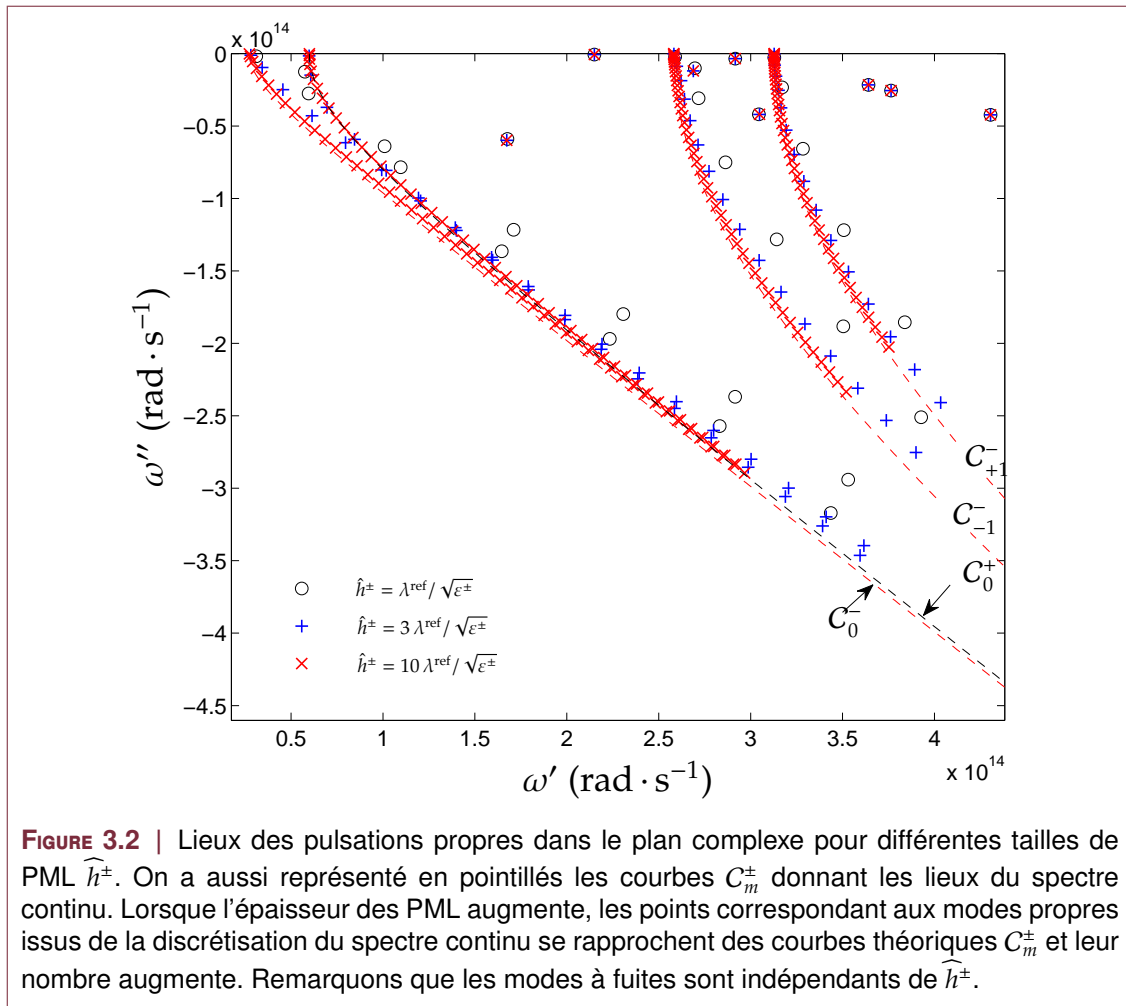 x 10^14
0
−0.5
−1
−1.5
−2
−2.5
−3
−3.5
−4
−4.5
ω′′ (rad · s⁻¹)
C₊₁⁻
C₋₁⁻
C₀⁺
C₀⁻
ĥ± = λ^ref / √ε±
ĥ± = 3 λ^ref / √ε±
ĥ± = 10 λ^ref / √ε±
0.5 1 1.5 2 2.5 3 3.5 4
x 10^14
ω′ (rad · s⁻¹)
FIGURE 3.2 | Lieux des pulsations propres dans le plan complexe pour différentes tailles de
PML ĥ±. On a aussi représenté en pointillés les courbes C_m^± donnant les lieux du spectre
continu. Lorsque l'épaisseur des PML augmente, les points correspondant aux modes propres
issus de la discrétisation du spectre continu se rapprochent des courbes théoriques C_m^± et leur
nombre augmente. Remarquons que les modes à fuites sont indépendants de ĥ±.